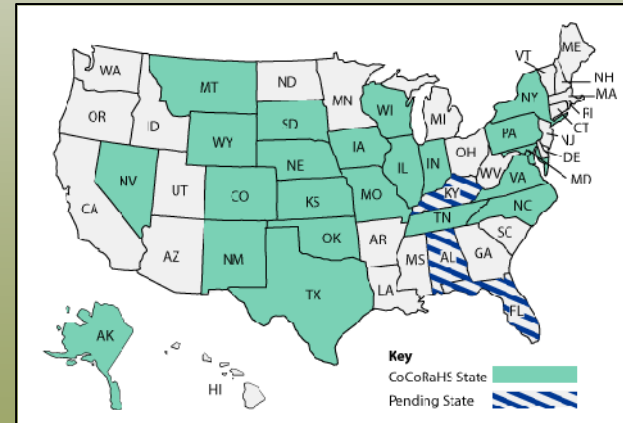 WA
MT
ND
MN
VT
ME
NH
MA
OR
ID
WY
SD
WI
MI
NY
CT
NV
UT
CO
NE
IA
IL
IN
OH
PA
NJ
DE
MD
CA
KS
MO
KY
WV
VA
NC
TN
AZ
NM
OK
AR
SC
TX
LA
MS
AL
GA
FL
AK
HI
Key
CoCoRaHS State
Pending State